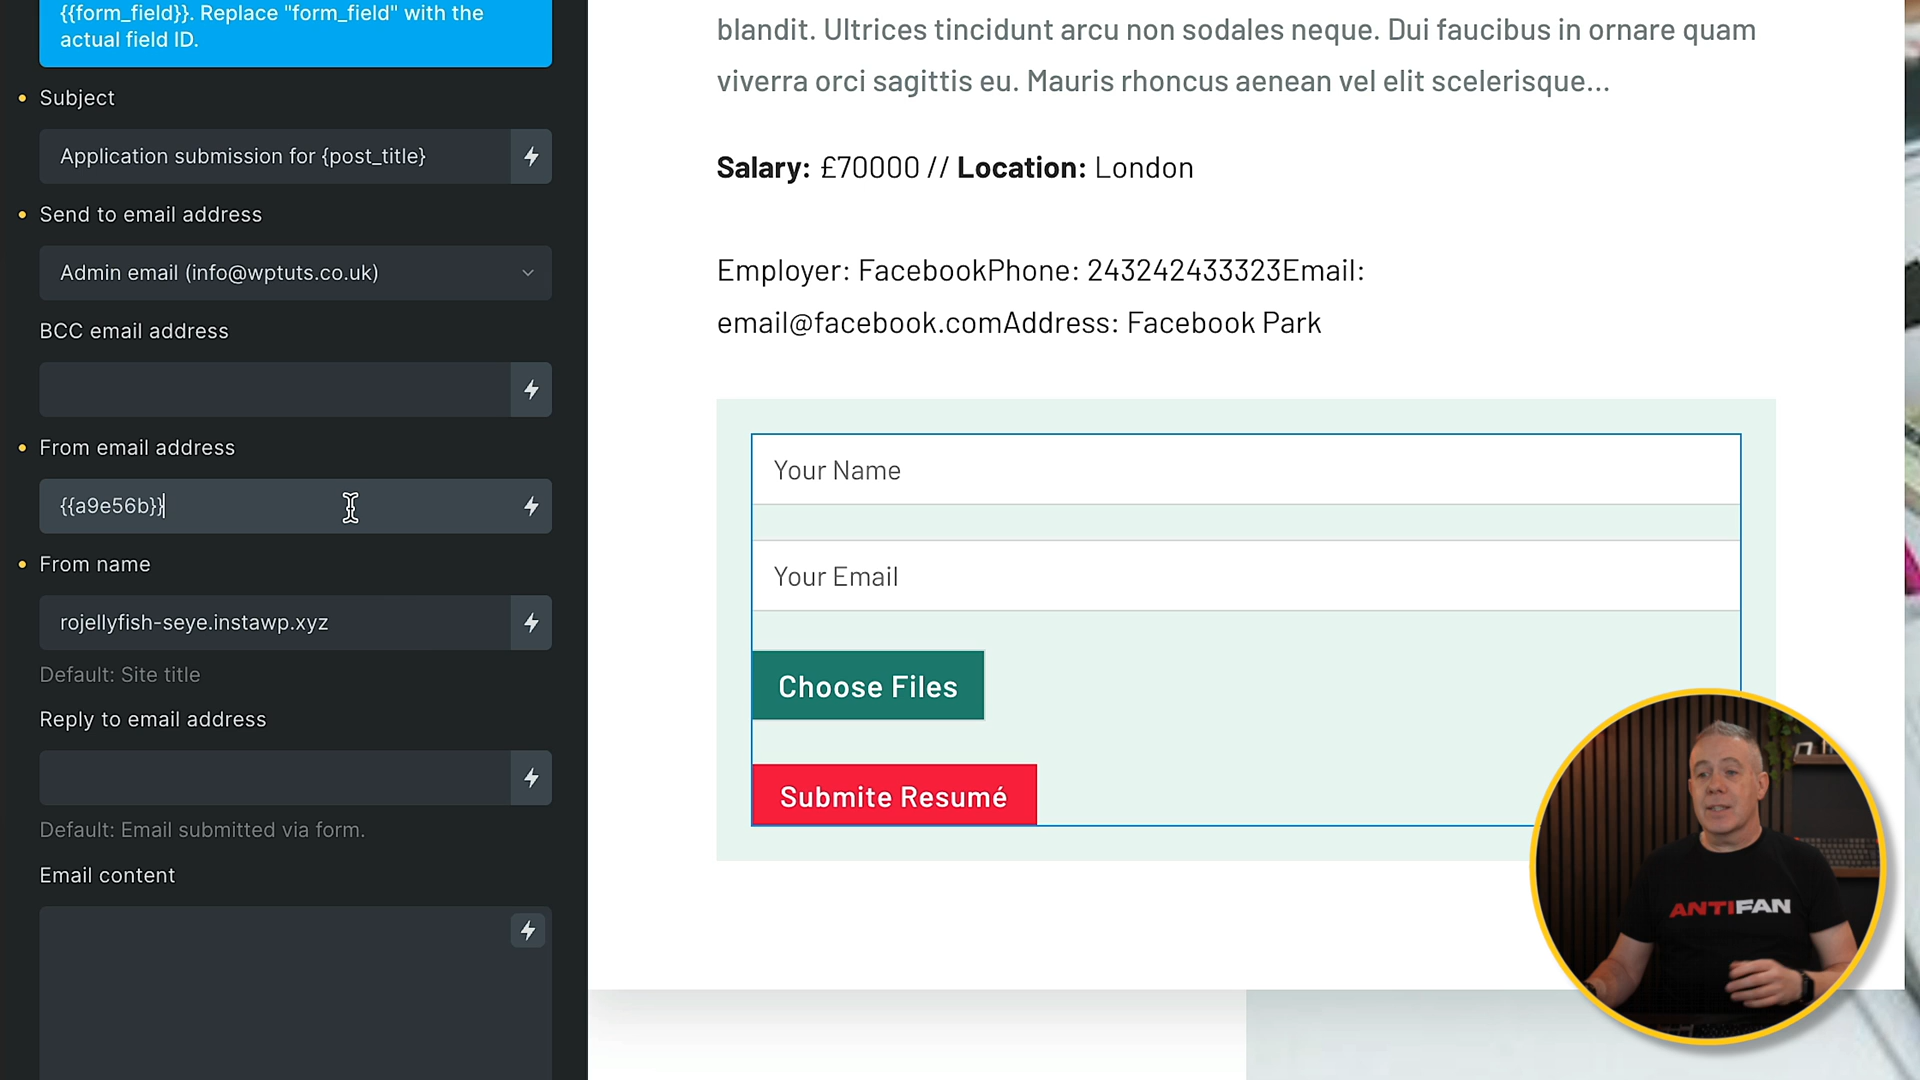 {{form_field}}. Replace "form_field" with the
actual field ID.
Subject
Application submission for {post_title}
Send to email address
Admin email (info@wptuts.co.uk)
BCC email address
From email address
{{a9e56b}}
From name
rojellyfish-seye.instawp.xyz
Default: Site title
Reply to email address
Default: Email submitted via form.
Email content
blandit. Ultrices tincidunt arcu non sodales neque. Dui faucibus in ornare quam
viverra orci sagittis eu. Mauris rhoncus aenean vel elit scelerisque...
Salary: £70000 // Location: London
Employer: FacebookPhone: 243242433323Email:
email@facebook.comAddress: Facebook Park
Your Name
Your Email
Choose Files
Submite Resumé
ANTIFAN